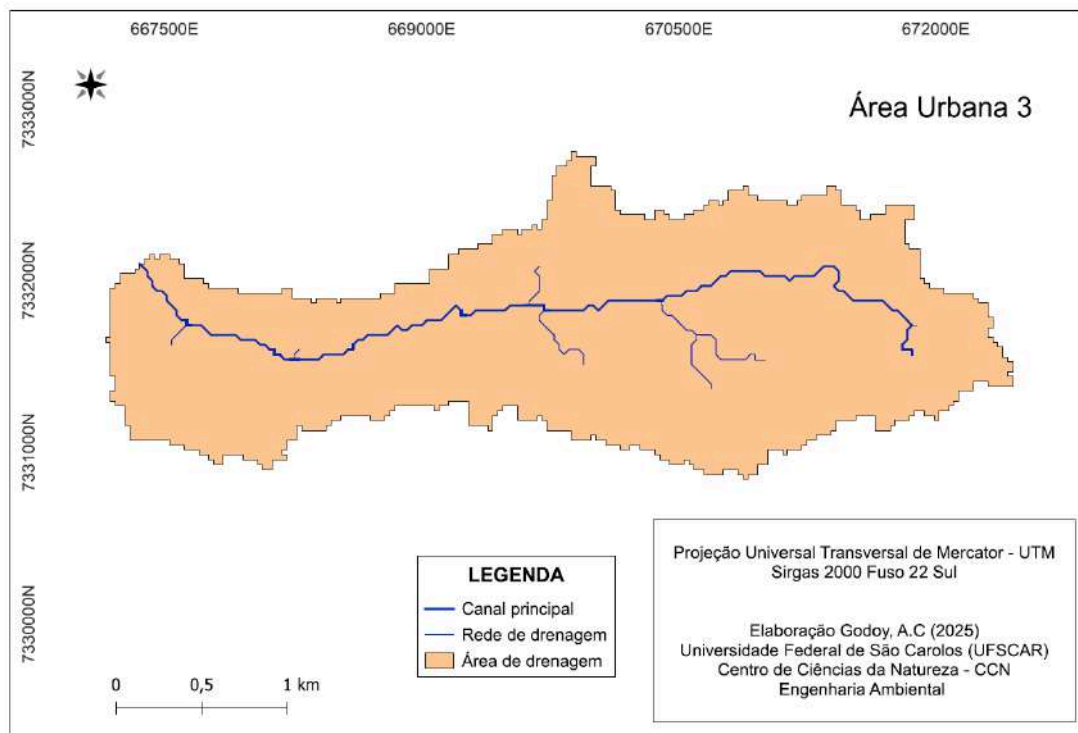 667500E
669000E
670500E
672000E
7333000N
Área Urbana 3
7332000N
7331000N
7330000N
LEGENDA
Canal principal
Rede de drenagem
Área de drenagem
0 0,5 1 km
Projeção Universal Transversal de Mercator - UTM
Sirgas 2000 Fuso 22 Sul
Elaboração Godoy, A.C (2025)
Universidade Federal de São Carolos (UFSCAR)
Centro de Ciências da Natureza - CCN
Engenharia Ambiental